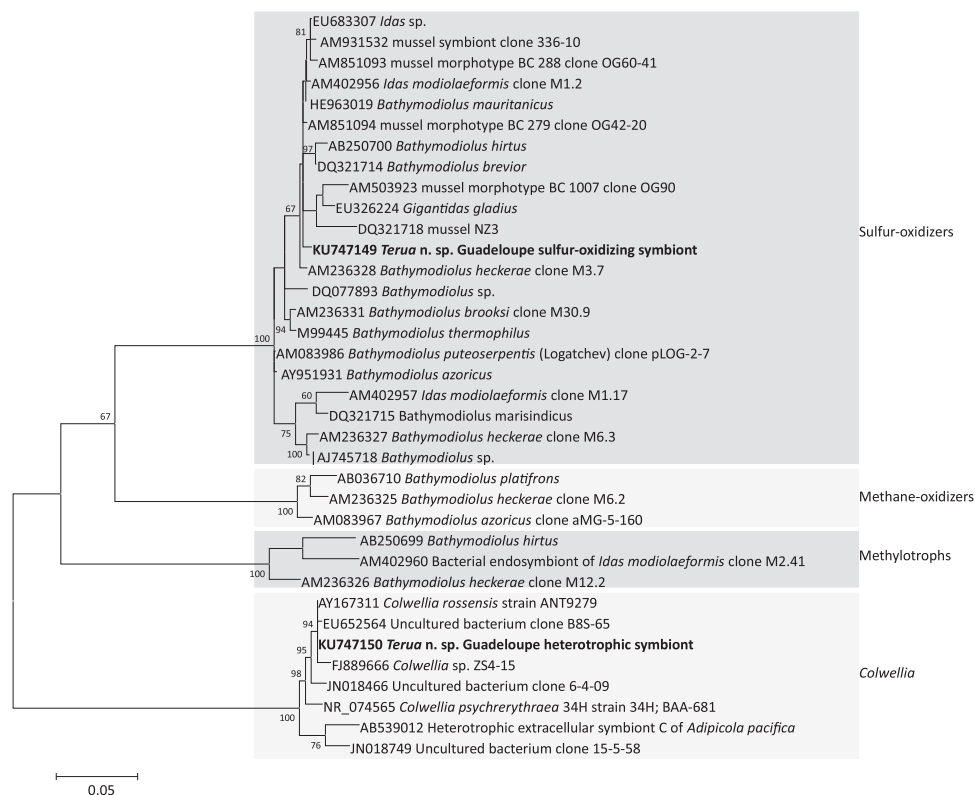 EU683307 Idas sp.
81
AM931532 mussel symbiont clone 336-10
AM851093 mussel morphotype BC 288 clone OG60-41
AM402956 Idas modiolaeformis clone M1.2
HE963019 Bathymodiolus mauritanicus
AM851094 mussel morphotype BC 279 clone OG42-20
97
AB250700 Bathymodiolus hirtus
DQ321714 Bathymodiolus brevior
AM503923 mussel morphotype BC 1007 clone OG90
67
EU326224 Gigantidas gladius
DQ321718 mussel NZ3
Sulfur-oxidizers
KU747149 Terua n. sp. Guadeloupe sulfur-oxidizing symbiont
AM236328 Bathymodiolus heckerae clone M3.7
DQ077893 Bathymodiolus sp.
AM236331 Bathymodiolus brooksi clone M30.9
94
M99445 Bathymodiolus thermophilus
100
AM083986 Bathymodiolus puteoserpentis (Logatchev) clone pLOG-2-7
AY951931 Bathymodiolus azoricus
60
AM402957 Idas modiolaeformis clone M1.17
67
DQ321715 Bathymodiolus marisindicus
75
AM236327 Bathymodiolus heckerae clone M6.3
100
AJ745718 Bathymodiolus sp.
82
AB036710 Bathymodiolus platifrons
AM236325 Bathymodiolus heckerae clone M6.2
Methane-oxidizers
100
AM083967 Bathymodiolus azoricus clone aMG-5-160
AB250699 Bathymodiolus hirtus
Methylotrophs
AM402960 Bacterial endosymbiont of Idas modiolaeformis clone M2.41
100
AM236326 Bathymodiolus heckerae clone M12.2
AY167311 Colwellia rossensis strain ANT9279
94
EU652564 Uncultured bacterium clone B8S-65
KU747150 Terua n. sp. Guadeloupe heterotrophic symbiont
95
FJ889666 Colwellia sp. ZS4-15
Colwellia
98
JN018466 Uncultured bacterium clone 6-4-09
NR_074565 Colwellia psychrerythraea 34H strain 34H; BAA-681
100
AB539012 Heterotrophic extracellular symbiont C of Adipicola pacifica
76
JN018749 Uncultured bacterium clone 15-5-58
0.05